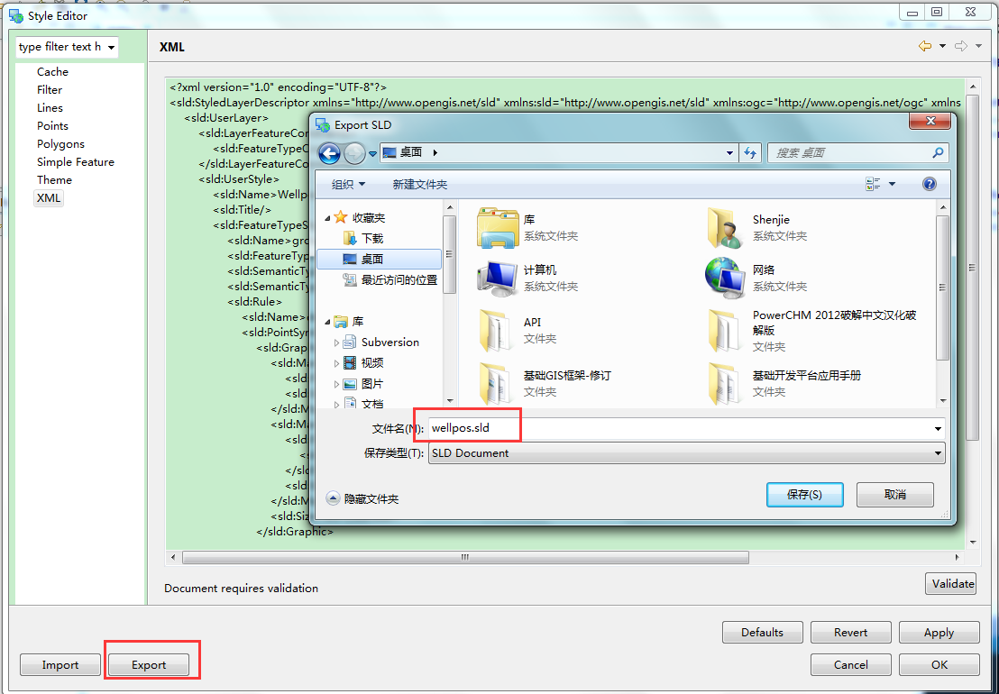 Style Editor
type filter text h
XML
Cache
Filter
Lines
Points
Polygons
Simple Feature
Theme
XML
<?xml version="1.0" encoding="UTF-8"?>
<sld:StyledLayerDescriptor xmlns="http://www.opengis.net/sld" xmlns:sld="http://www.opengis.net/sld" xmlns:ogc="http://www.opengis.net/ogc" xmlns
<sld:UserLayer>
<sld:LayerFeatureCon
<sld:FeatureTypeC
</sld:LayerFeatureCo
<sld:UserStyle>
<sld:Name>Wellp
<sld:Title/>
<sld:FeatureTypeS
<sld:Name>gro
<sld:FeatureTyp
<sld:SemanticTy
<sld:SemanticTy
<sld:Rule>
<sld:Name>
<sld:PointSyn
<sld:Grap
<sld:Ma
<sld
<sld
</sld:M
<sld:Ma
<sld
<
</sl
<sld
</sld:M
<sld:Siz
</sld:Graphic>
Export SLD
桌面
搜索 桌面
组织
新建文件夹
收藏夹
下载
桌面
最近访问的位置
库
Subversion
视频
图片
文档
库
系统文件夹
Shenjie
系统文件夹
计算机
系统文件夹
网络
系统文件夹
API
文件夹
PowerCHM 2012破解中文汉化破
解版
文件夹
基础GIS框架-修订
文件夹
基础开发平台应用手册
文件夹
文件名(N): wellpos.sld
保存类型(T): SLD Document
隐藏文件夹
保存(S)
取消
Document requires validation
Validate
Defaults
Revert
Apply
Import
Export
Cancel
OK